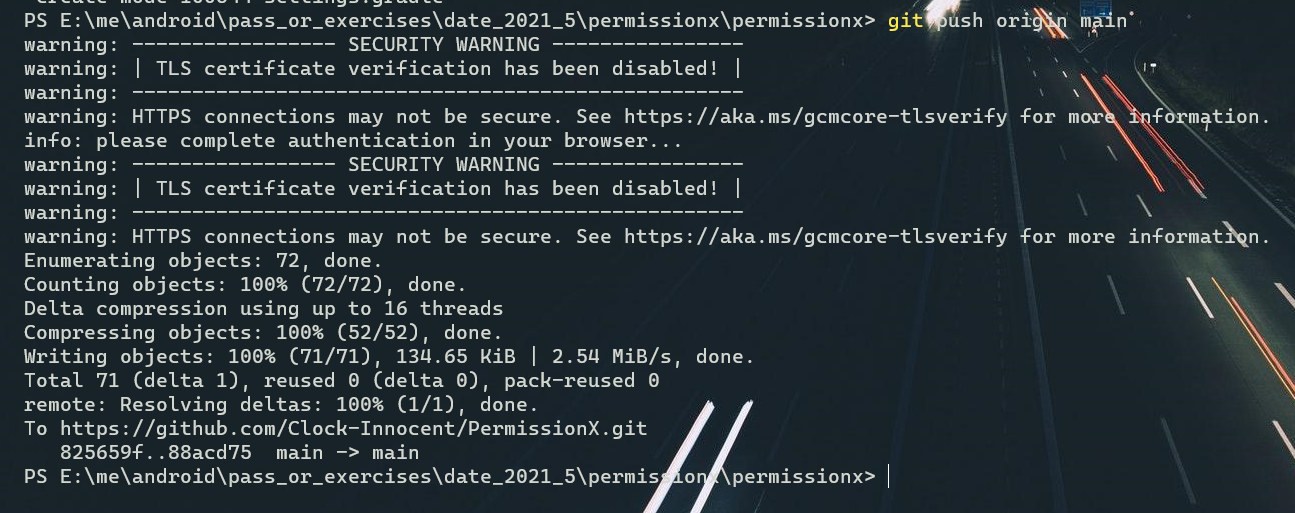 create mode 100644 settings.gradle
PS E:\me\android\pass_or_exercises\date_2021_5\permissionx\permissionx> git push origin main
warning: ----------------- SECURITY WARNING ----------------
warning: | TLS certificate verification has been disabled! |
warning: ---------------------------------------------------
warning: HTTPS connections may not be secure. See https://aka.ms/gcmcore-tlsverify for more information.
info: please complete authentication in your browser...
warning: ----------------- SECURITY WARNING ----------------
warning: | TLS certificate verification has been disabled! |
warning: ---------------------------------------------------
warning: HTTPS connections may not be secure. See https://aka.ms/gcmcore-tlsverify for more information.
Enumerating objects: 72, done.
Counting objects: 100% (72/72), done.
Delta compression using up to 16 threads
Compressing objects: 100% (52/52), done.
Writing objects: 100% (71/71), 134.65 KiB | 2.54 MiB/s, done.
Total 71 (delta 1), reused 0 (delta 0), pack-reused 0
remote: Resolving deltas: 100% (1/1), done.
To https://github.com/Clock-Innocent/PermissionX.git
   825659f..88acd75  main -> main
PS E:\me\android\pass_or_exercises\date_2021_5\permissionx\permissionx>